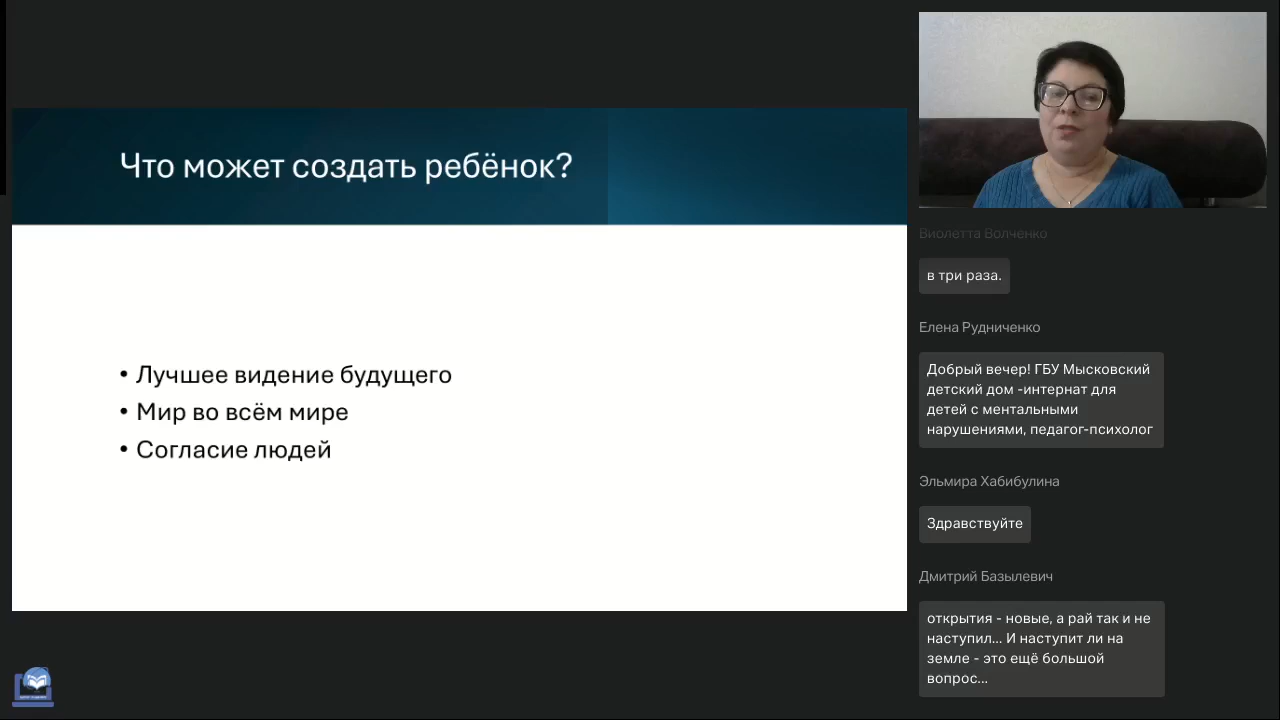 Что может создать ребёнок?
• Лучшее видение будущего
• Мир во всём мире
• Согласие людей
Виолетта Волченко
в три раза.
Елена Рудниченко
Добрый вечер! ГБУ Мысковский
детский дом -интернат для
детей с ментальными
нарушениями, педагог-психолог
Эльмира Хабибулина
Здравствуйте
Дмитрий Базылевич
открытия - новые, а рай так и не
наступил... И наступит ли на
земле - это ещё большой
вопрос...